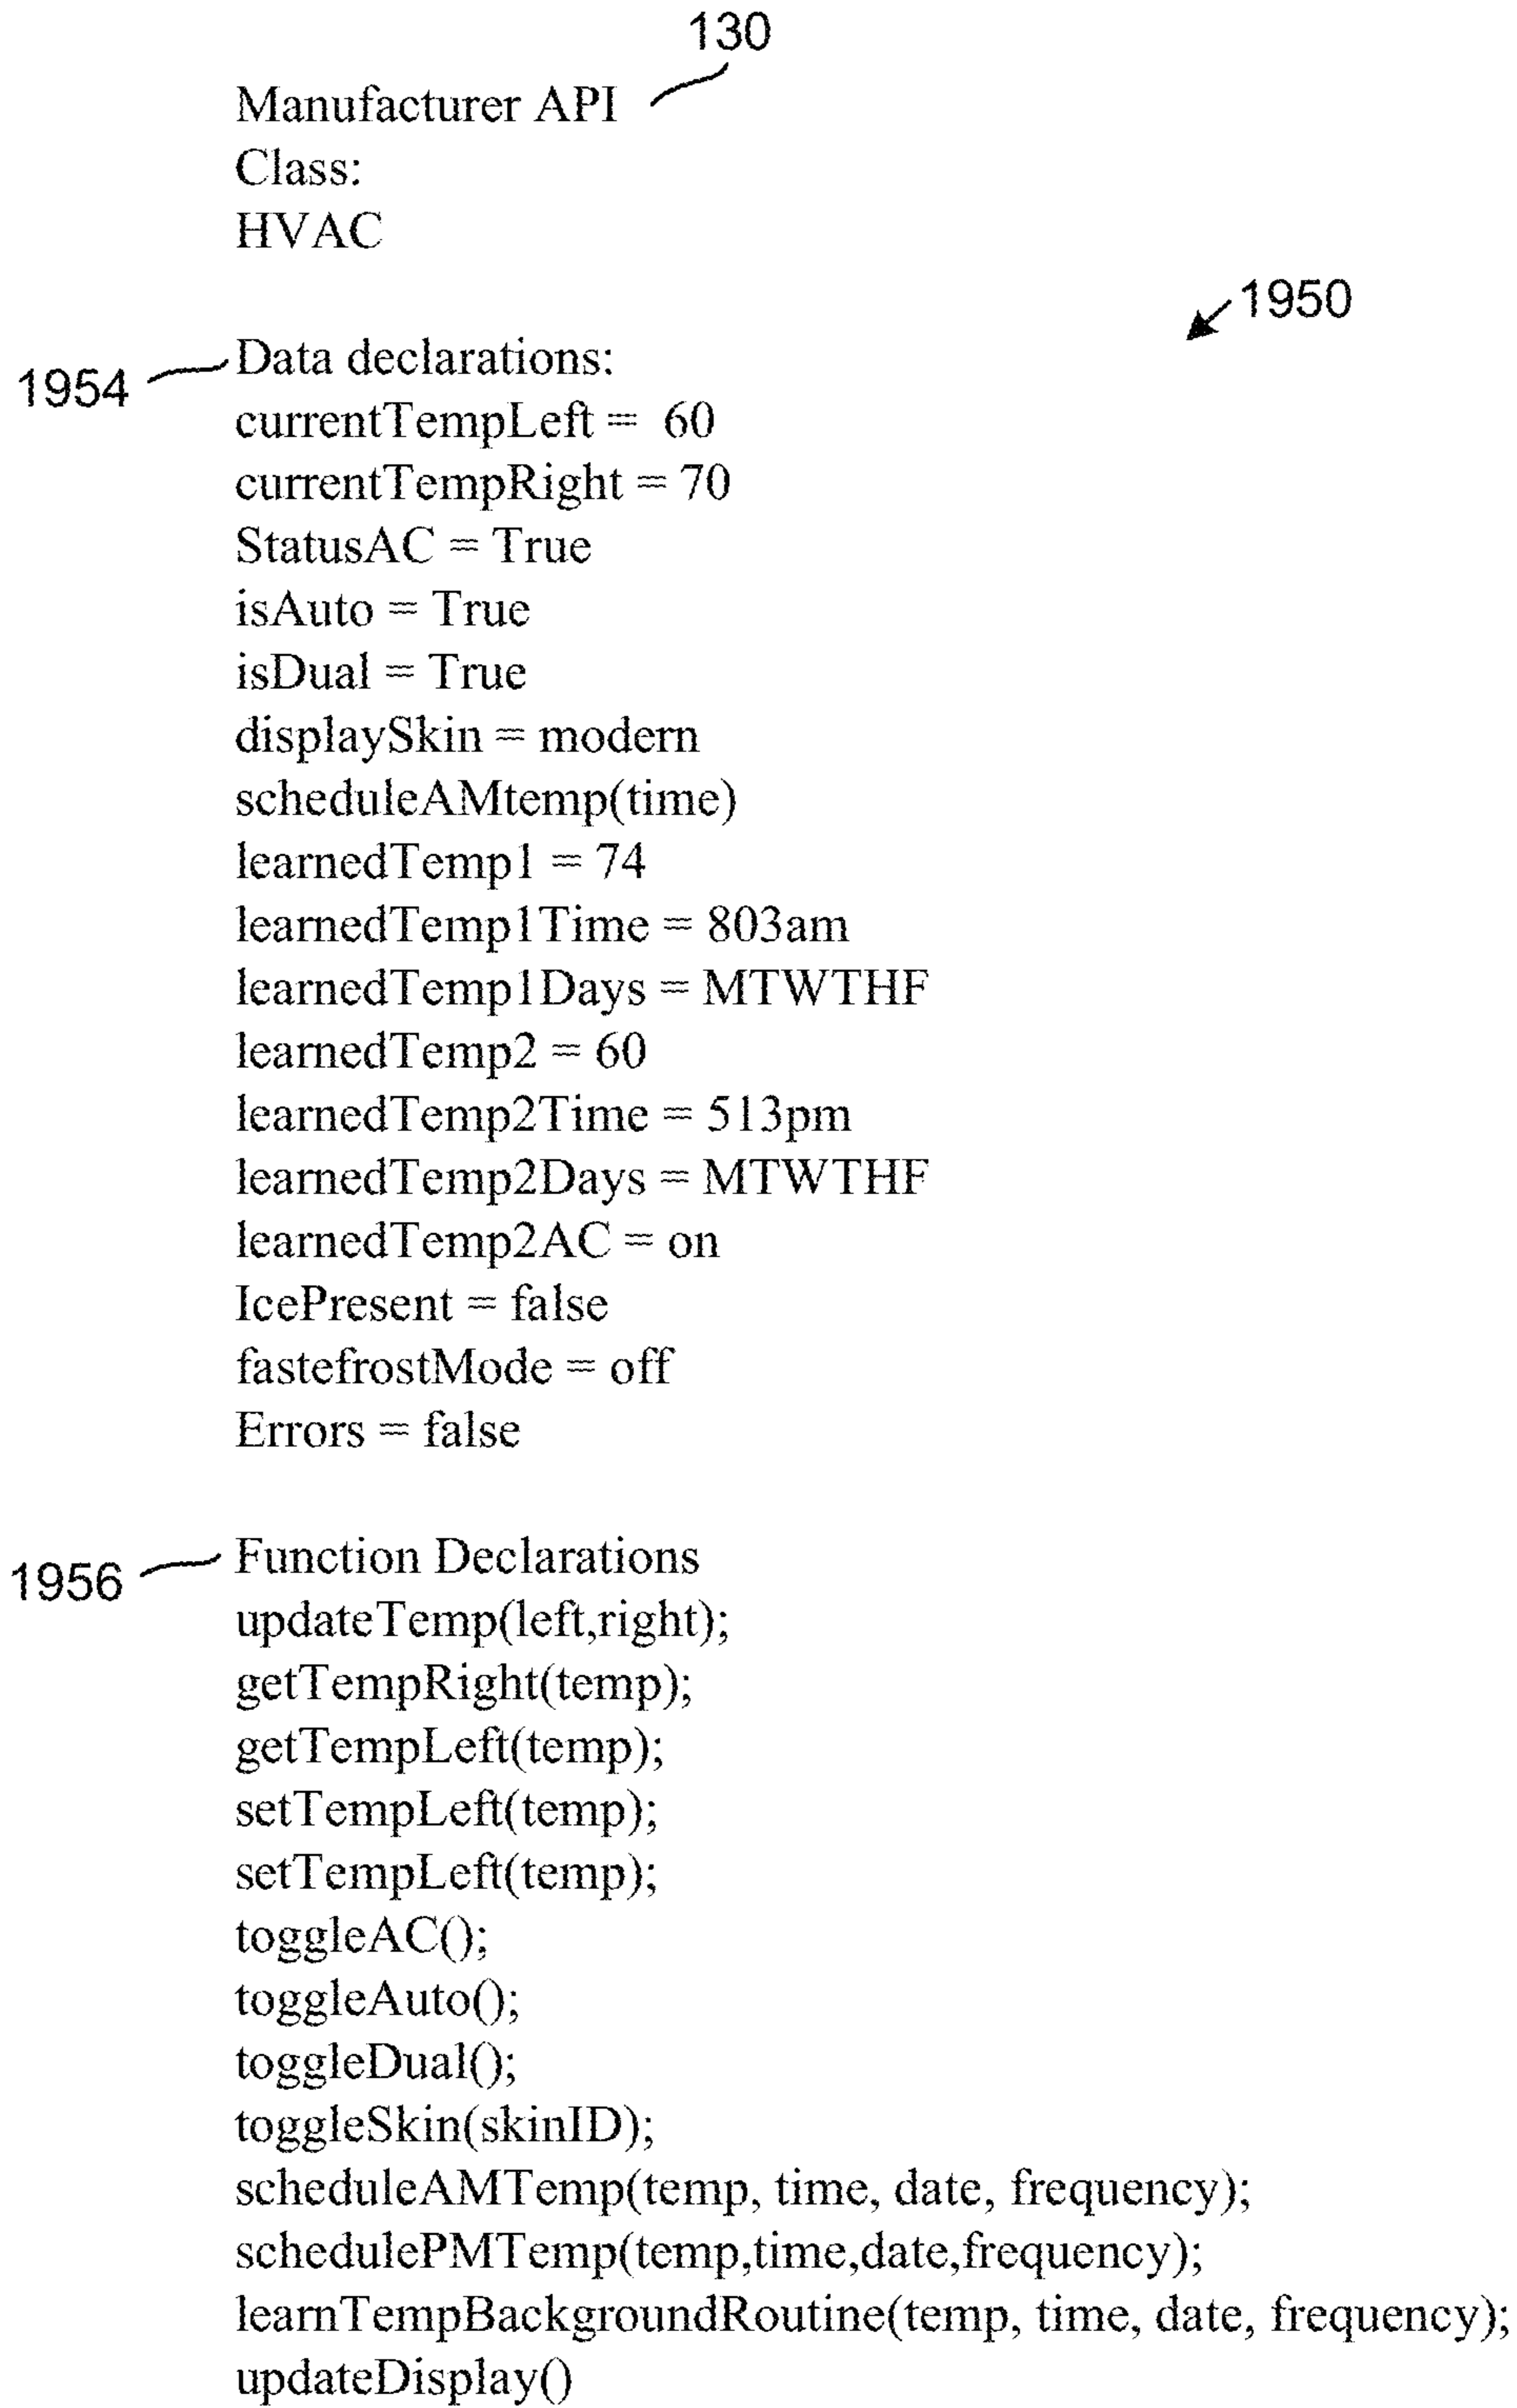 130
Manufacturer API
Class:
HVAC
1950
1954
Data declarations:
currentTempLeft =  60
currentTempRight = 70
StatusAC = True
isAuto = True
isDual = True
displaySkin = modern
scheduleAMtemp(time)
learnedTemp1 = 74
learnedTemp1Time = 803am
learnedTemp1Days = MTWTHF
learnedTemp2 = 60
learnedTemp2Time = 513pm
learnedTemp2Days = MTWTHF
learnedTemp2AC = on
IcePresent = false
fastefrostMode = off
Errors = false
1956
Function Declarations
updateTemp(left,right);
getTempRight(temp);
getTempLeft(temp);
setTempLeft(temp);
setTempLeft(temp);
toggleAC();
toggleAuto();
toggleDual();
toggleSkin(skinID);
scheduleAMTemp(temp, time, date, frequency);
schedulePMTemp(temp,time,date,frequency);
learnTempBackgroundRoutine(temp, time, date, frequency);
updateDisplay()